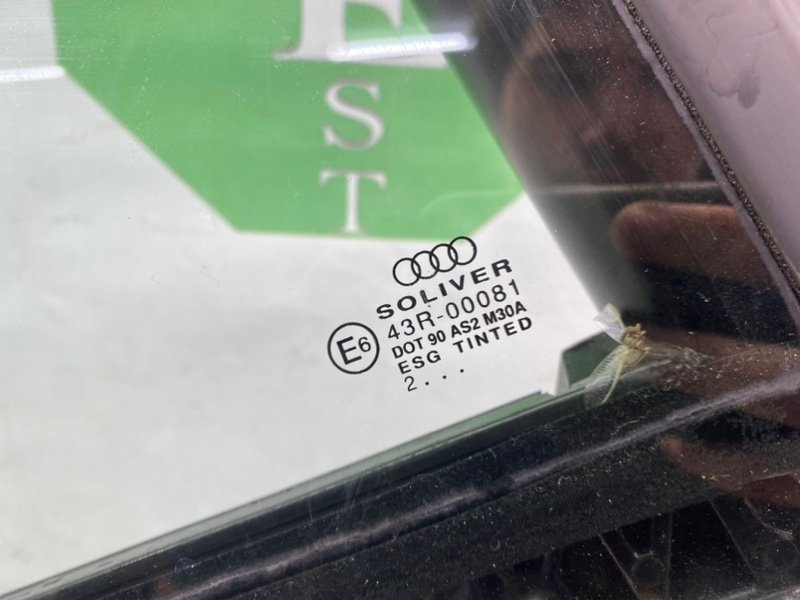 S
T
SOLIVER
43R-00081
E6
DOT 90 AS2 M30A
ESG TINTED
2 . . .